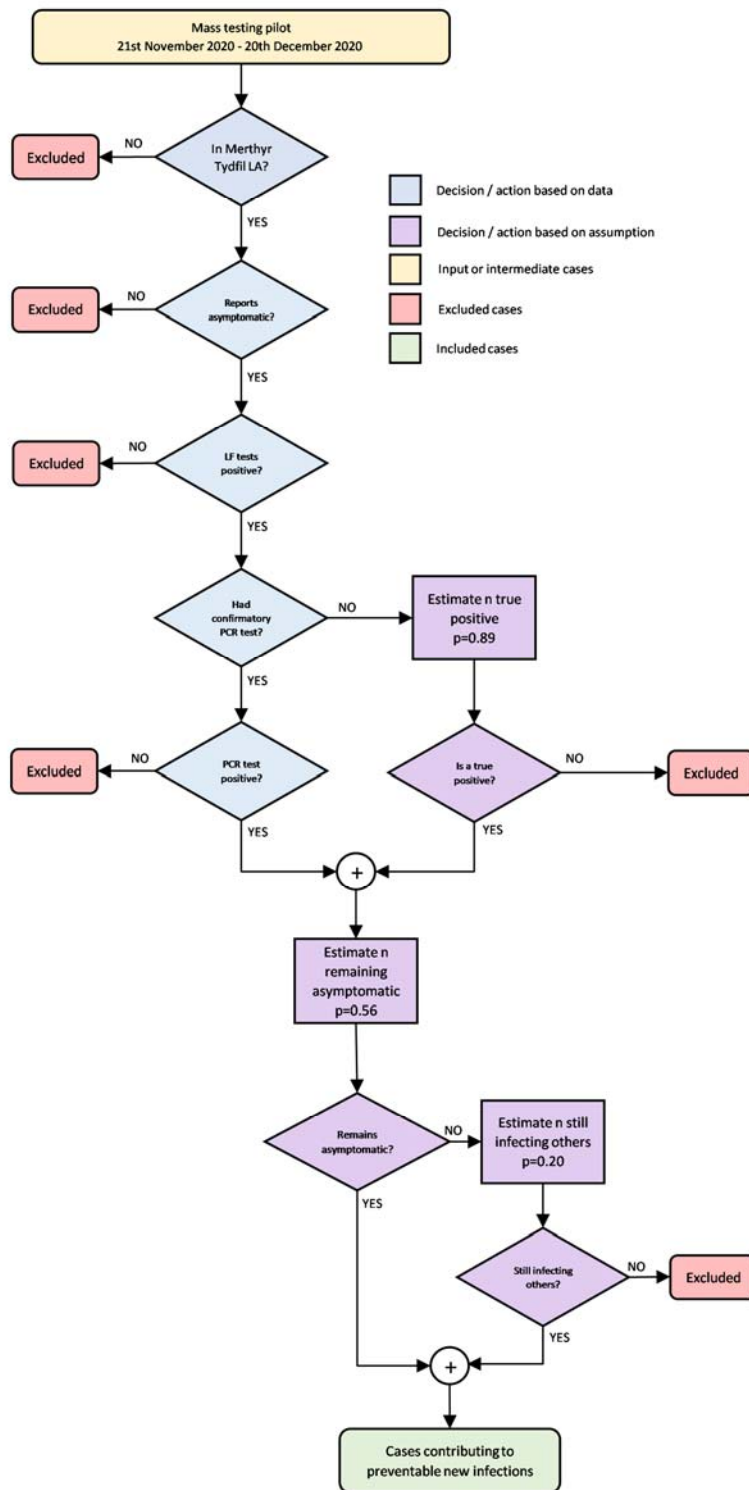 Mass testing pilot
21st November 2020 - 20th December 2020
In Merthyr
Tydfil LA?
NO
Excluded
YES
Decision / action based on data
Decision / action based on assumption
Input or intermediate cases
Excluded cases
Included cases
Reports
asymptomatic?
NO
Excluded
YES
LF tests
positive?
NO
Excluded
YES
Had
confirmatory
PCR test?
NO
Estimate n true
positive
p=0.89
YES
PCR test
positive?
NO
Excluded
YES
Is a true
positive?
NO
Excluded
YES
+
Estimate n
remaining
asymptomatic
p=0.56
Remains
asymptomatic?
NO
Estimate n still
infecting others
p=0.20
YES
Still infecting
others?
NO
Excluded
YES
+
Cases contributing to
preventable new infections